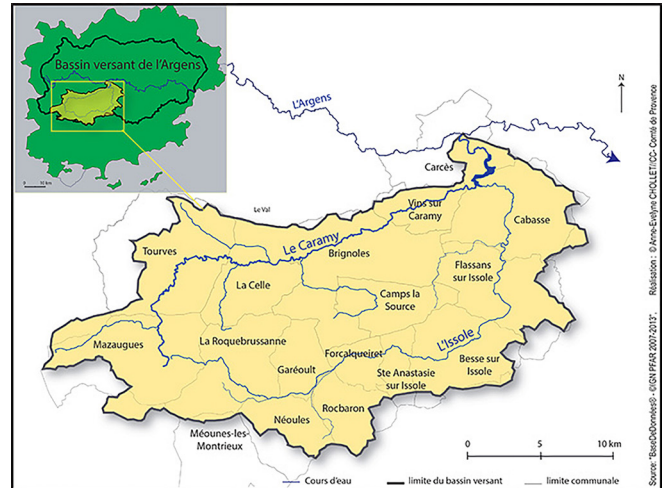 Bassin versant de l'Argens
0 10 km
L'Argens
N
Carcès
Le Val
Vins sur
Caramy
Cabasse
Le Caramy
Tourves
Brignoles
La Celle
Flassans
sur Issole
Camps la
Source
Mazaugues
La Roquebrussanne
Forcalqueiret
L'Issole
Garéoult
Besse sur
Issole
Ste Anastasie
sur Issole
Rocbaron
Néoules
Méounes-les-
Montrieux
0 5 10 km
Cours d'eau
limite du bassin versant
limite communale
Source: "BasoDeDonnées® - ©IGN PFAR 2007-2013". Réalisation : © Anne-Evelyne CHOLLET/CC- Comté de Provence